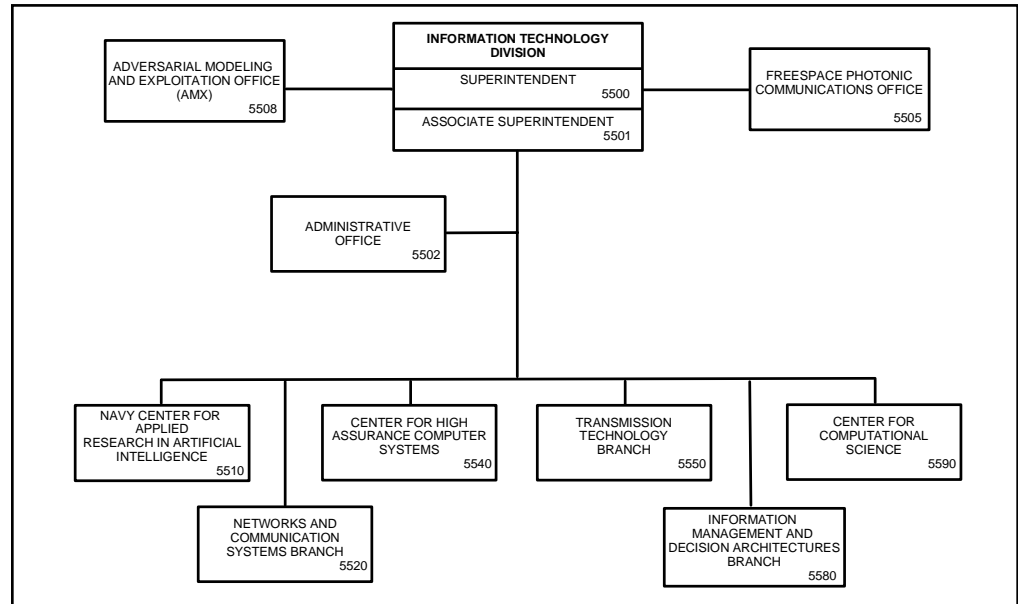 INFORMATION TECHNOLOGY
DIVISION
SUPERINTENDENT
5500
ASSOCIATE SUPERINTENDENT
5501
ADVERSARIAL MODELING
AND EXPLOITATION OFFICE
(AMX)
5508
FREESPACE PHOTONIC
COMMUNICATIONS OFFICE
5505
ADMINISTRATIVE
OFFICE
5502
NAVY CENTER FOR
APPLIED
RESEARCH IN ARTIFICIAL
INTELLIGENCE
5510
CENTER FOR HIGH
ASSURANCE COMPUTER
SYSTEMS
5540
TRANSMISSION
TECHNOLOGY
BRANCH
5550
CENTER FOR
COMPUTATIONAL
SCIENCE
5590
NETWORKS AND
COMMUNICATION
SYSTEMS BRANCH
5520
INFORMATION
MANAGEMENT AND
DECISION ARCHITECTURES
BRANCH
5580